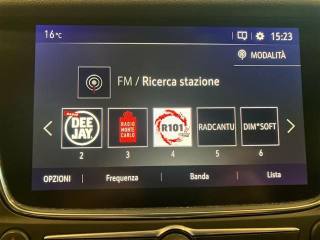 16°C
15:23
MODALITÀ
FM / Ricerca stazione
RADIO
DEE
JAY
RADIO
MONTE
CARLO
R101
RADCANTU
DIM*SOFT
2 3 4 5 6
OPZIONI Frequenza Banda Lista